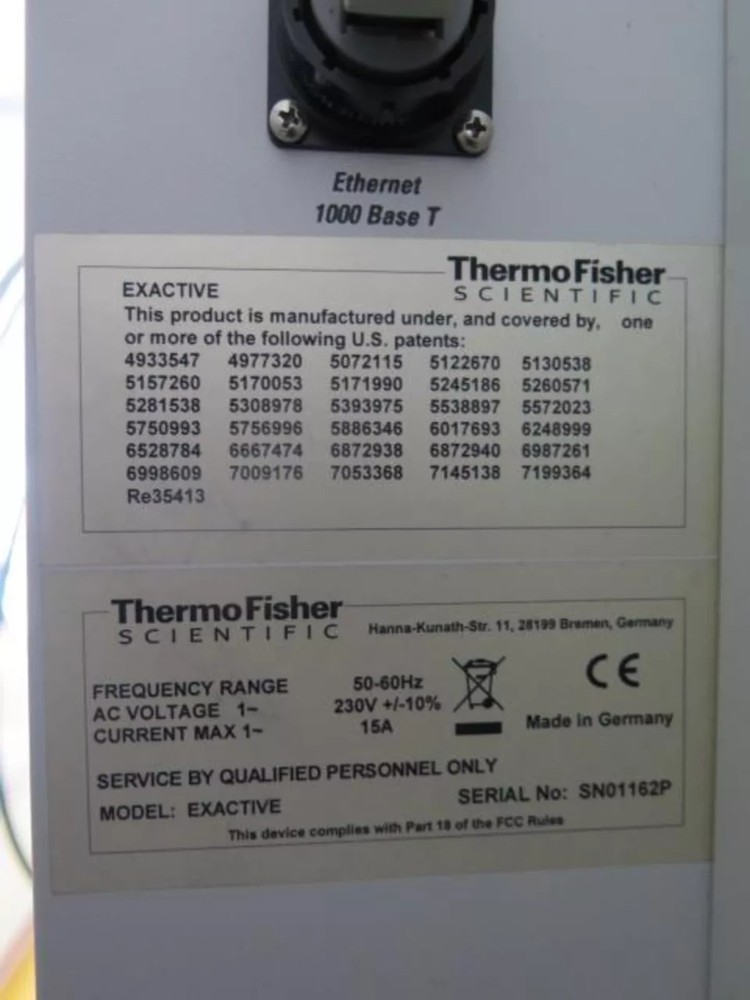 Ethernet
1000 Base T
ThermoFisher
SCIENTIFIC
EXACTIVE
This product is manufactured under, and covered by, one
or more of the following U.S. patents:
4933547 4977320 5072115 5122670 5130538
5157260 5170053 5171990 5245186 5260571
5281538 5308978 5393975 5538897 5572023
5750993 5756996 5886346 6017693 6248999
6528784 6667474 6872938 6872940 6987261
6998609 7009176 7053368 7145138 7199364
Re35413
ThermoFisher
SCIENTIFIC
Hanna-Kunath-Str. 11, 28199 Bremen, Germany
FREQUENCY RANGE 50-60Hz
AC VOLTAGE 1~ 230V +/-10%
CURRENT MAX 1~ 15A
CE
Made in Germany
SERVICE BY QUALIFIED PERSONNEL ONLY
MODEL: EXACTIVE SERIAL No: SN01162P
This device complies with Part 18 of the FCC Rules